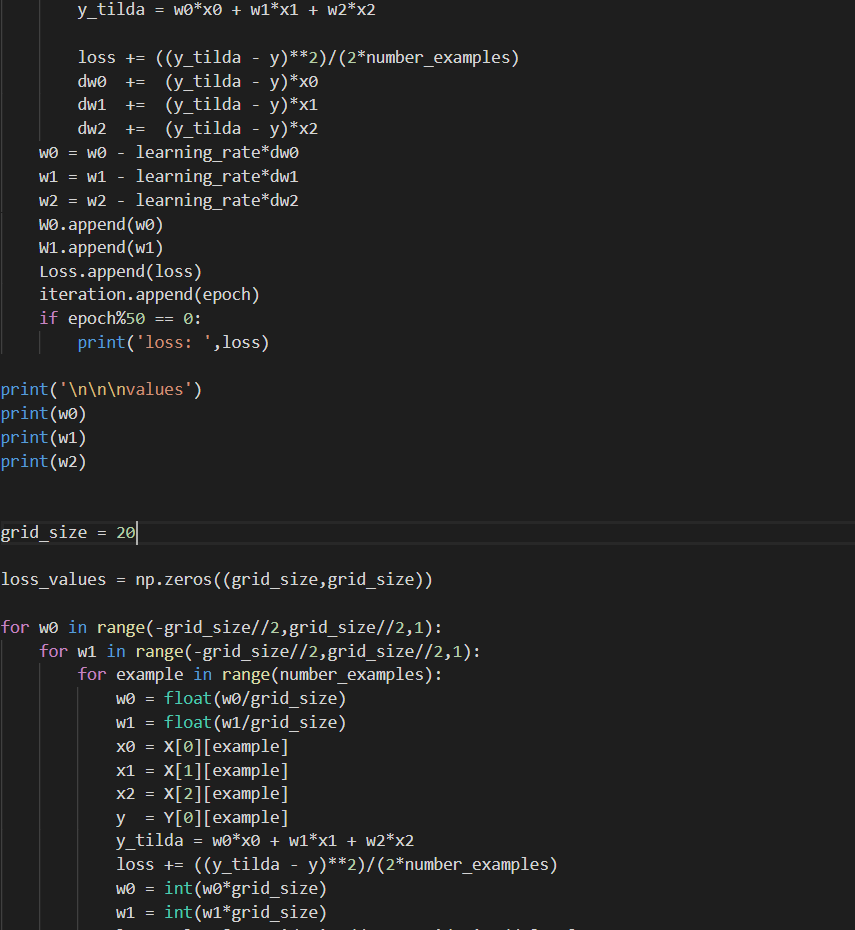 y_tilda = w0*x0 + w1*x1 + w2*x2
loss += ((y_tilda - y)**2)/(2*number_examples)
dw0  +=  (y_tilda - y)*x0
dw1  +=  (y_tilda - y)*x1
dw2  +=  (y_tilda - y)*x2
w0 = w0 - learning_rate*dw0
w1 = w1 - learning_rate*dw1
w2 = w2 - learning_rate*dw2
W0.append(w0)
W1.append(w1)
Loss.append(loss)
iteration.append(epoch)
if epoch%50 == 0:
print('loss: ',loss)
print('\n\n\nvalues')
print(w0)
print(w1)
print(w2)
grid_size = 20
loss_values = np.zeros((grid_size,grid_size))
for w0 in range(-grid_size//2,grid_size//2,1):
for w1 in range(-grid_size//2,grid_size//2,1):
for example in range(number_examples):
w0 = float(w0/grid_size)
w1 = float(w1/grid_size)
x0 = X[0][example]
x1 = X[1][example]
x2 = X[2][example]
y  = Y[0][example]
y_tilda = w0*x0 + w1*x1 + w2*x2
loss += ((y_tilda - y)**2)/(2*number_examples)
w0 = int(w0*grid_size)
w1 = int(w1*grid_size)